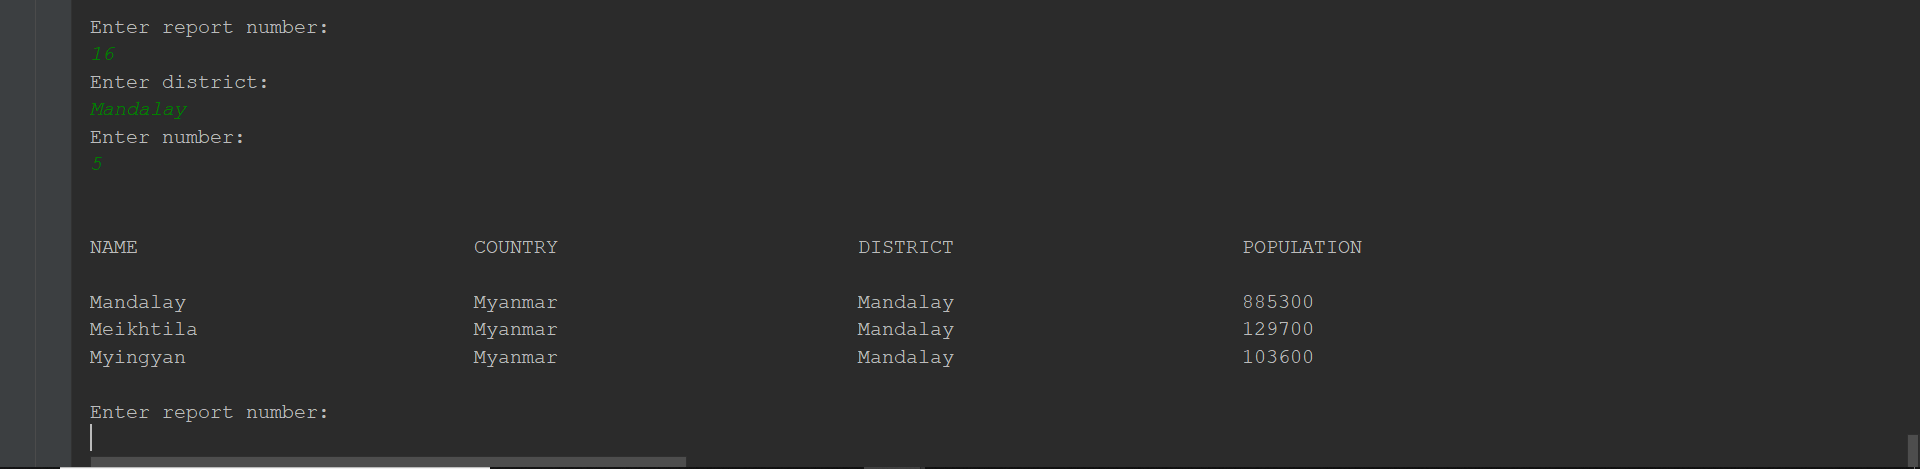 Enter report number:
16
Enter district:
Mandalay
Enter number:
5
NAME COUNTRY DISTRICT POPULATION
Mandalay Myanmar Mandalay 885300
Meikhtila Myanmar Mandalay 129700
Myingyan Myanmar Mandalay 103600
Enter report number: